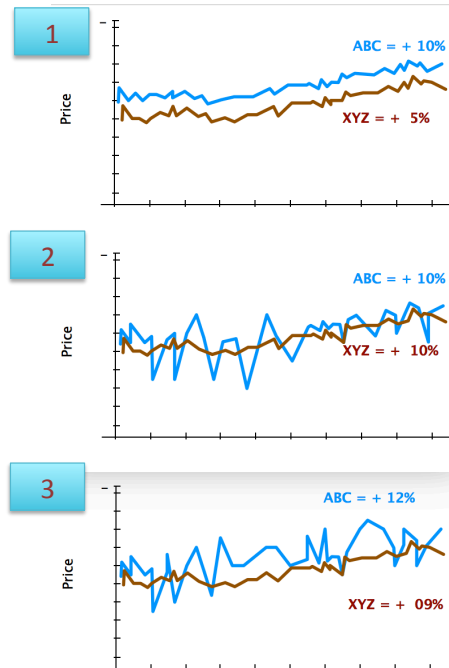 1
ABC = + 10%
Price
XYZ = + 5%
2
ABC = + 10%
Price
XYZ = + 10%
3
ABC = + 12%
Price
XYZ = + 09%